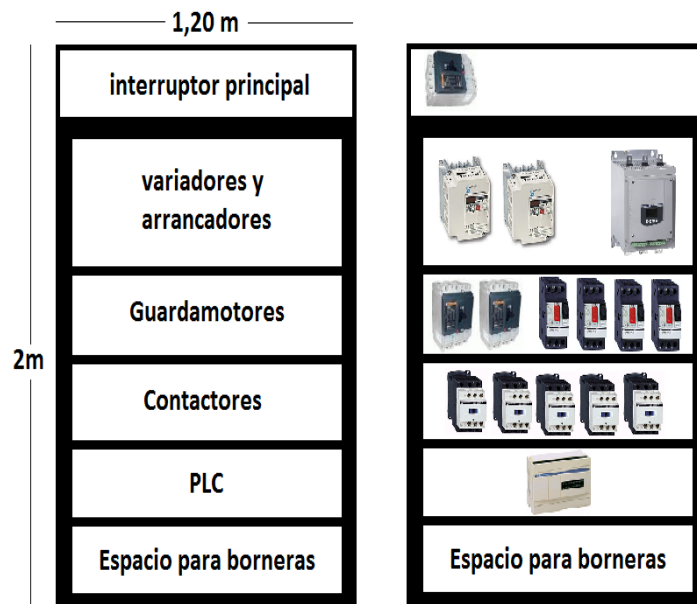 1,20 m
interruptor principal
variadores y
arrancadores
Guardamotores
2m
Contactores
PLC
Espacio para borneras
Espacio para borneras